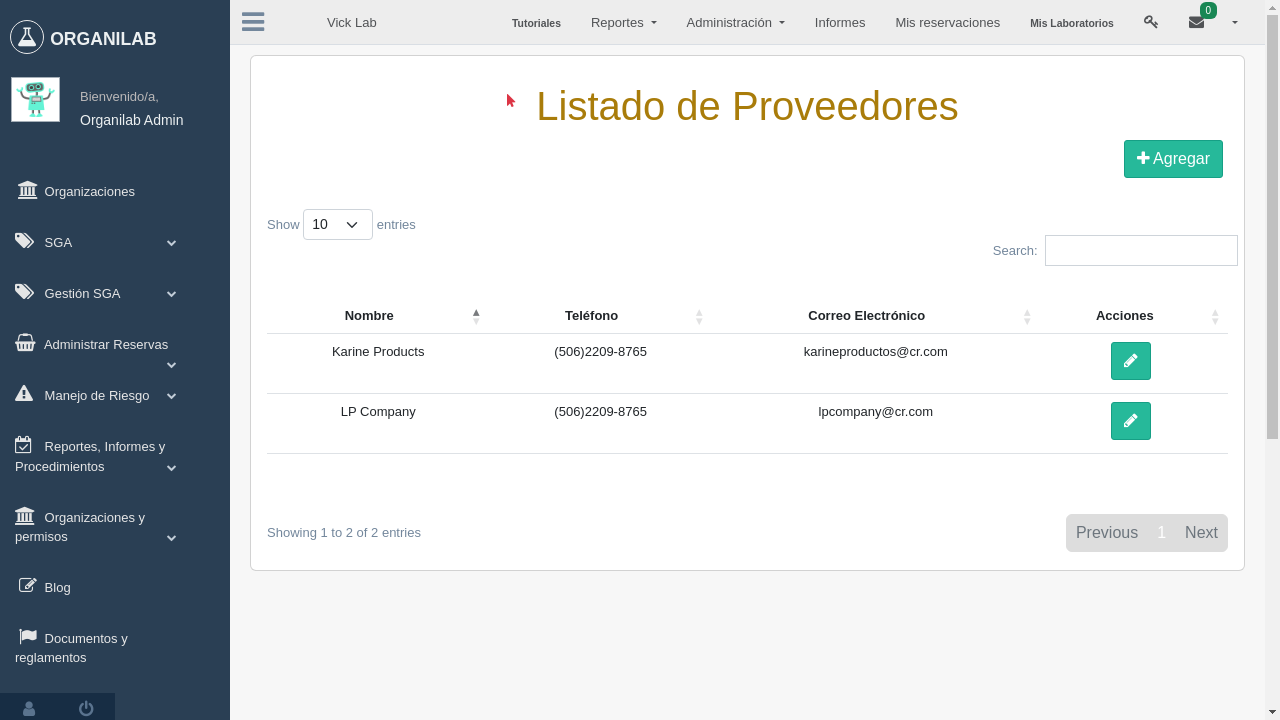 ORGANILAB
Bienvenido/a,
Organilab Admin
Organizaciones
SGA
Gestión SGA
Administrar Reservas
Manejo de Riesgo
Reportes, Informes y
Procedimientos
Organizaciones y
permisos
Blog
Documentos y
reglamentos
Vick Lab
Tutoriales
Reportes
Administración
Informes
Mis reservaciones
Mis Laboratorios
0
Listado de Proveedores
Agregar
Show 10 entries
Search:
Nombre Teléfono Correo Electrónico Acciones
Karine Products (506)2209-8765 karineproductos@cr.com
LP Company (506)2209-8765 lpcompany@cr.com
Showing 1 to 2 of 2 entries
Previous 1 Next